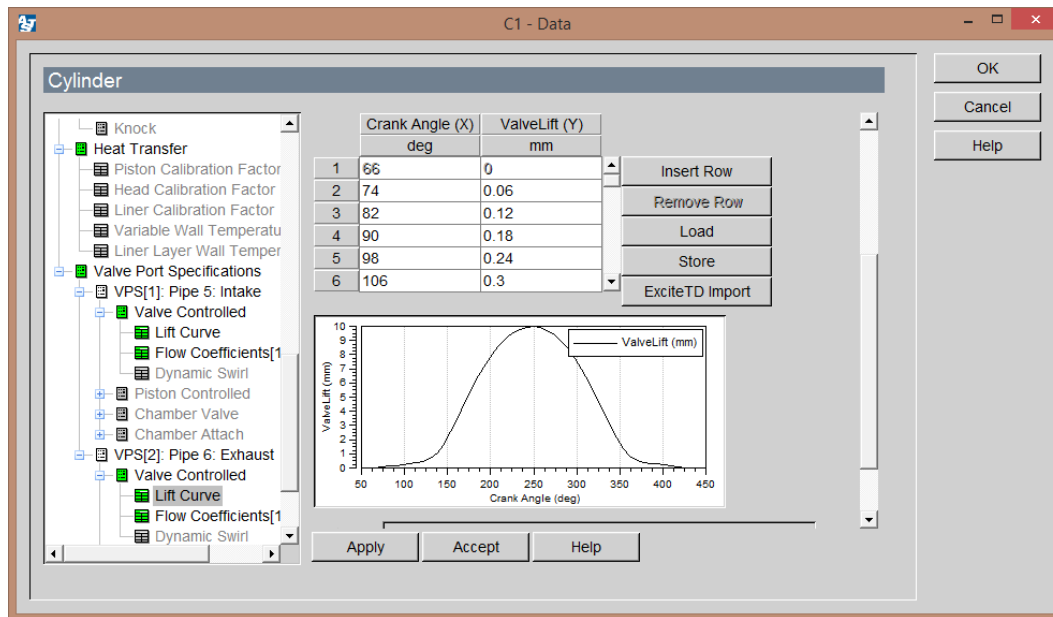 C1 - Data
Cylinder
OK
Cancel
Help
Knock
Heat Transfer
Piston Calibration Factor
Head Calibration Factor
Liner Calibration Factor
Variable Wall Temperatu
Liner Layer Wall Temper
Valve Port Specifications
VPS[1]: Pipe 5: Intake
Valve Controlled
Lift Curve
Flow Coefficients[1
Dynamic Swirl
Piston Controlled
Chamber Valve
Chamber Attach
VPS[2]: Pipe 6: Exhaust
Valve Controlled
Lift Curve
Flow Coefficients[1
Dynamic Swirl
Crank Angle (X) ValveLift (Y)
deg mm
1 66 0
2 74 0.06
3 82 0.12
4 90 0.18
5 98 0.24
6 106 0.3
Insert Row
Remove Row
Load
Store
ExciteTD Import
ValveLift (mm)
10
9
8
7
6
5
4
3
2
1
0
ValveLift (mm)
50 100 150 200 250 300 350 400 450
Crank Angle (deg)
Apply Accept Help